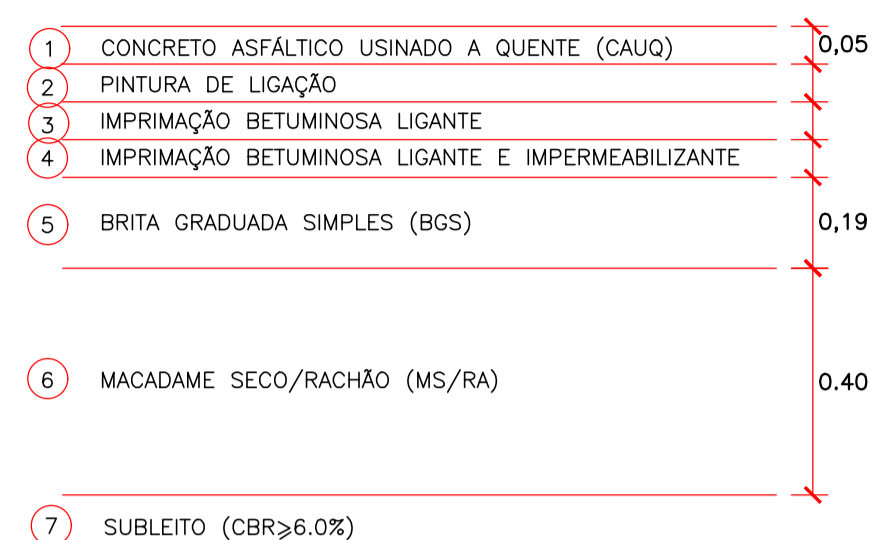 1 CONCRETO ASFÁLTICO USINADO A QUENTE (CAUQ) 0,05
2 PINTURA DE LIGAÇÃO
3 IMPRIMAÇÃO BETUMINOSA LIGANTE
4 IMPRIMAÇÃO BETUMINOSA LIGANTE E IMPERMEABILIZANTE
5 BRITA GRADUADA SIMPLES (BGS) 0,19
6 MACADAME SECO/RACHÃO (MS/RA) 0.40
7 SUBLEITO (CBR⩾6.0%)